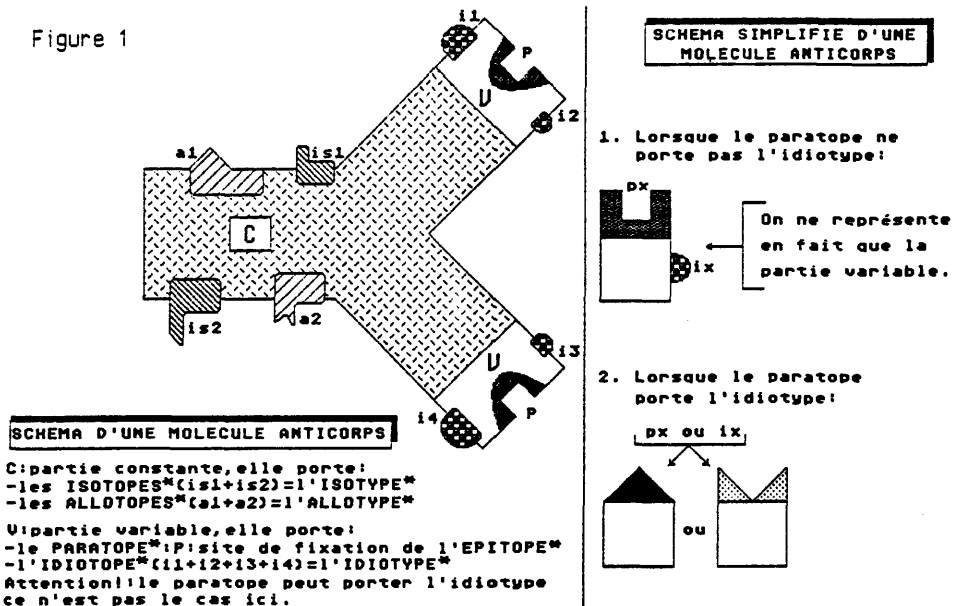 Figure 1
i1
P
V
i2
a1
is1
C
is2
a2
i3
V
P
i4
SCHEMA D'UNE MOLECULE ANTICORPS
C:partie constante,elle porte:
-les ISOTOPES*(is1+is2)=l'ISOTYPE*
-les ALLOTOPES*(a1+a2)=l'ALLOTYPE*
V:partie variable,elle porte:
-le PARATOPE*:P:site de fixation de l'EPITOPE*
-l'IDIOTOPE*(i1+i2+i3+i4)=l'IDIOTYPE*
Attention!:le paratope peut porter l'idiotype
ce n'est pas le cas ici.
SCHEMA SIMPLIFIE D'UNE
MOLECULE ANTICORPS
1. Lorsque le paratope ne
porte pas l'idiotype:
px
ix
On ne représente
en fait que la
partie variable.
2. Lorsque le paratope
porte l'idiotype:
px ou ix
ou